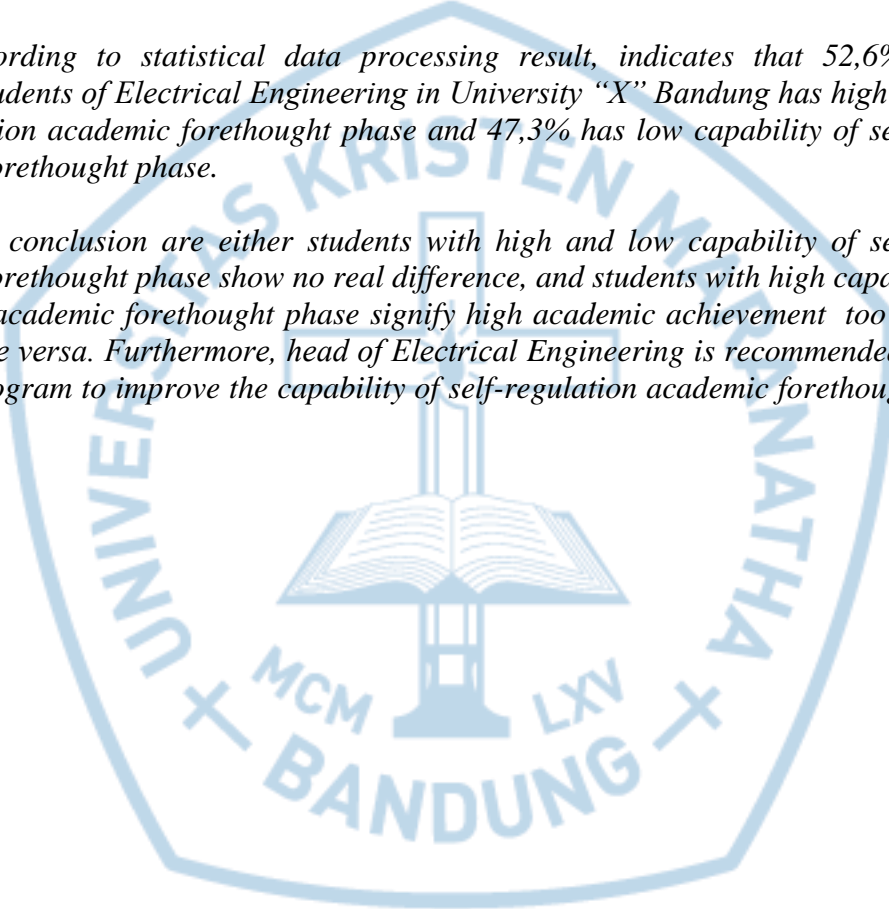 ording to statistical data processing result, indicates that 52,6%
udents of Electrical Engineering in University “X” Bandung has high
ion academic forethought phase and 47,3% has low capability of se
orethought phase.
conclusion are either students with high and low capability of se
orethought phase show no real difference, and students with high capa
academic forethought phase signify high academic achievement too
e versa. Furthermore, head of Electrical Engineering is recommended
ogram to improve the capability of self-regulation academic forethoug
UNIVERSITAS KRISTEN MARANATHA
MCM LXV
BANDUNG